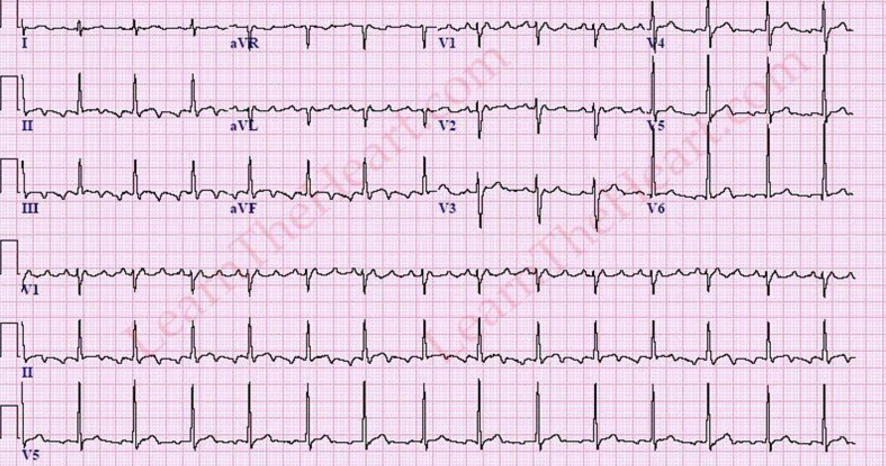 I aVR V1 V4
II aVL V2 V5
III aVF V3 V6
V1
II
V5
LearnTheHeart.com
LearnTheHeart.com